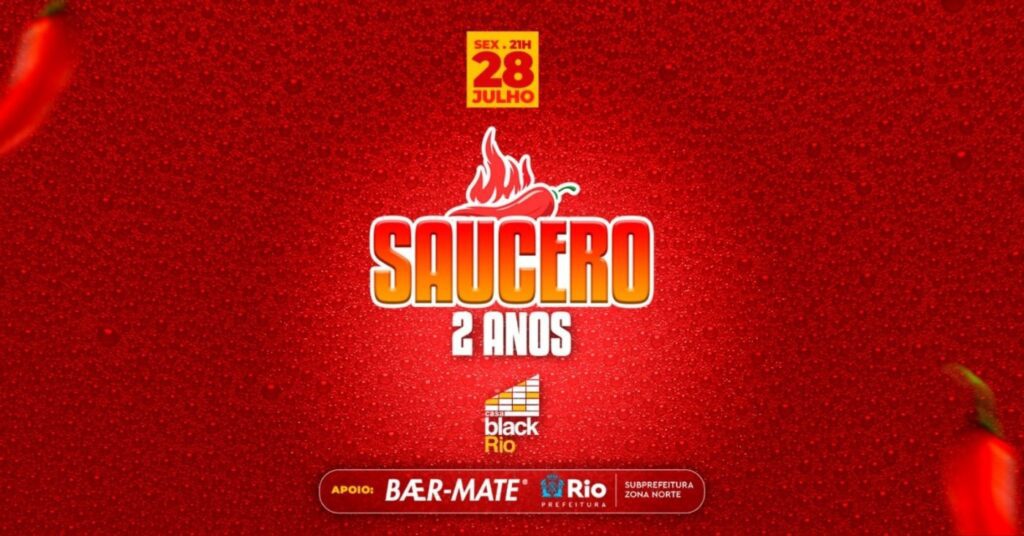 SEX . 21H
28
JULHO
SAUCERO
2 ANOS
casa
black
Rio
APOIO: BÆR-MATE® Rio PREFEITURA SUBPREFEITURA ZONA NORTE